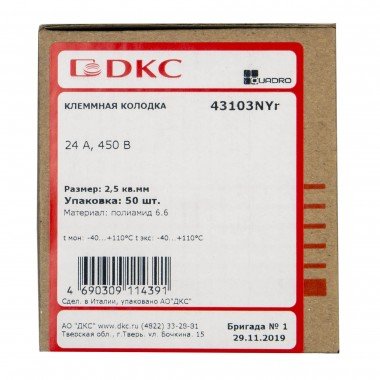 DKC
QUADRO
КЛЕММНАЯ КОЛОДКА 43103NYr
24 А, 450 В
Размер: 2,5 кв.мм
Упаковка: 50 шт.
Материал: полиамид 6.6
t мон: -40...+110°C t экс: -40...+110°C
4 690309 114391
Сдел. в Италии, упаковано АО"ДКС"
АО "ДКС" www.dkc.ru (4822) 33-28-81
Тверская обл., г.Тверь, ул. Бочкина, 15
Бригада № 1
29.11.2019